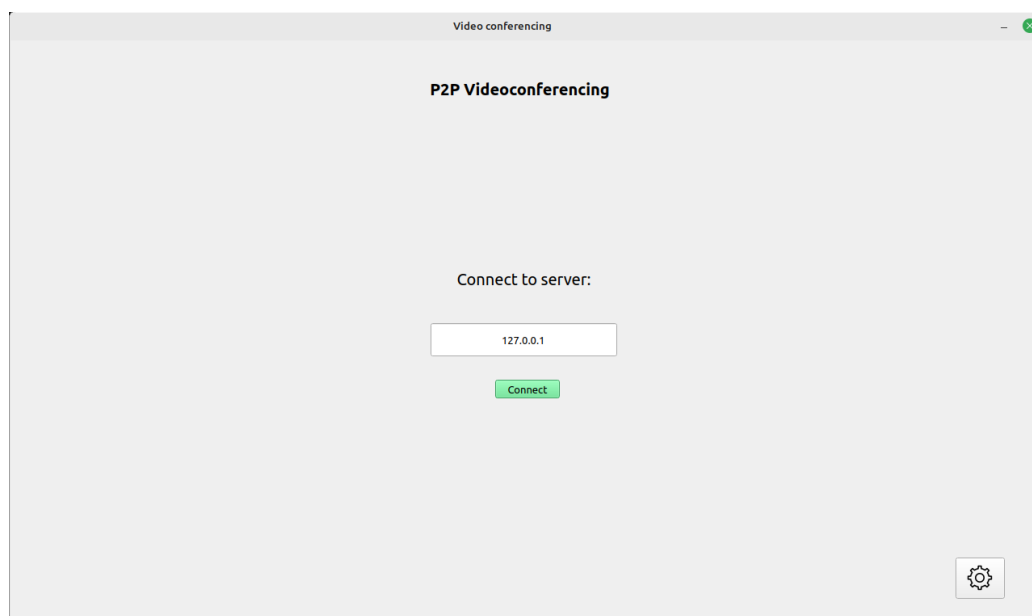 Video conferencing
P2P Videoconferencing
Connect to server:
127.0.0.1
Connect